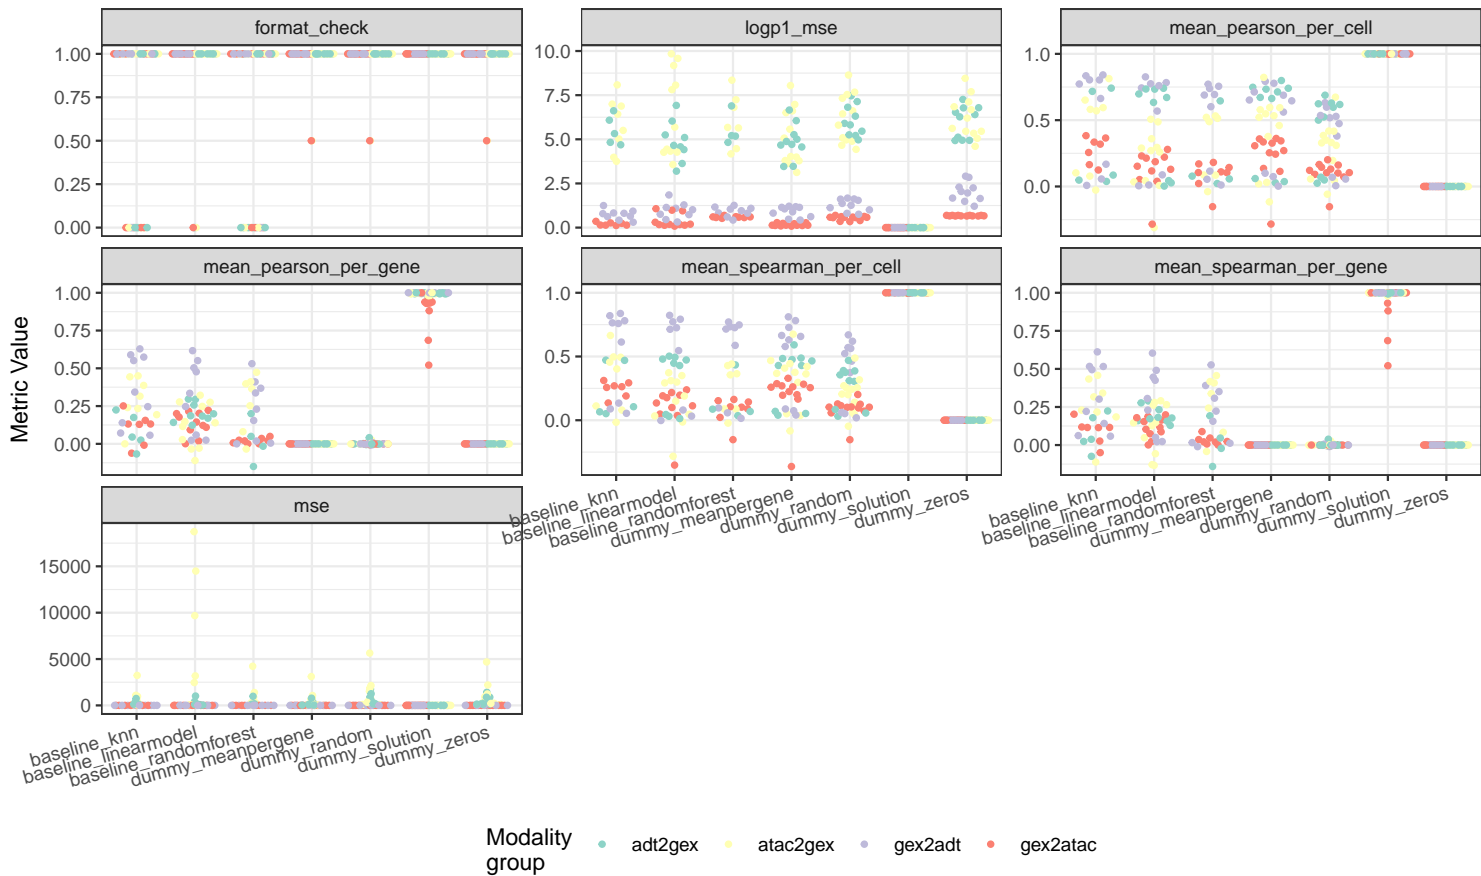 format_check
logp1_mse
mean_pearson_per_cell
1.00
0.75
0.50
0.25
0.00
10.0
7.5
5.0
2.5
0.0
1.0
0.5
0.0
mean_pearson_per_gene
mean_spearman_per_cell
mean_spearman_per_gene
1.00
0.75
0.50
0.25
0.00
1.0
0.5
0.0
1.00
0.75
0.50
0.25
0.00
Metric Value
baseline_knn
baseline_linearmodel
baseline_randomforest
dummy_meanpergene
dummy_random
dummy_solution
dummy_zeros
baseline_knn
baseline_linearmodel
baseline_randomforest
dummy_meanpergene
dummy_random
dummy_solution
dummy_zeros
mse
15000
10000
5000
0
baseline_knn
baseline_linearmodel
baseline_randomforest
dummy_meanpergene
dummy_random
dummy_solution
dummy_zeros
Modality
group
adt2gex
atac2gex
gex2adt
gex2atac